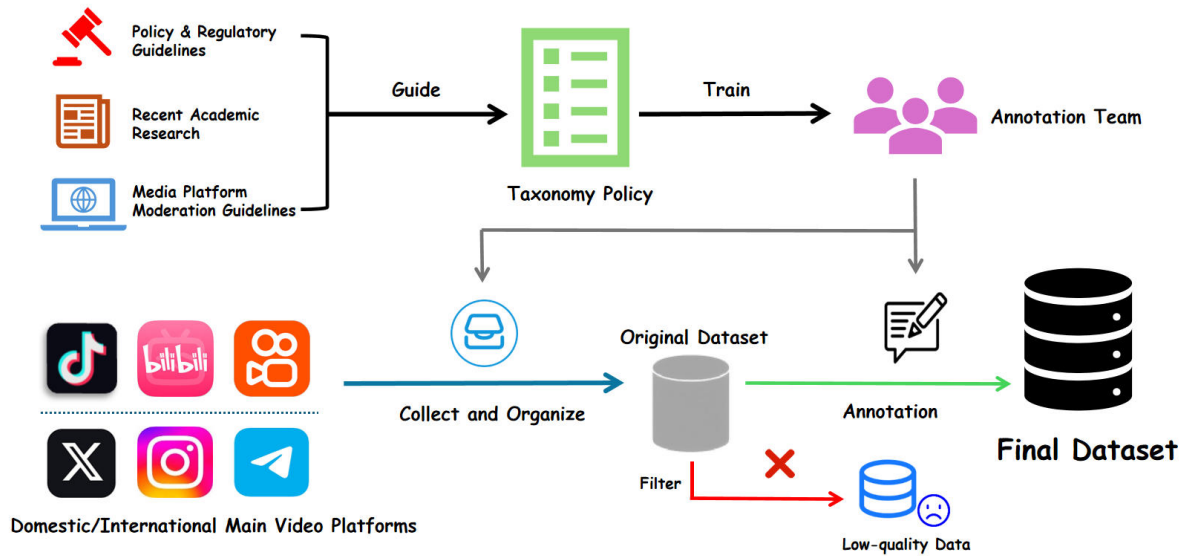 Policy & Regulatory
Guidelines
Recent Academic
Research
Media Platform
Moderation Guidelines
Guide
Taxonomy Policy
Train
Annotation Team
bilibili
Collect and Organize
Original Dataset
Annotation
Final Dataset
Filter
Low-quality Data
Domestic/International Main Video Platforms